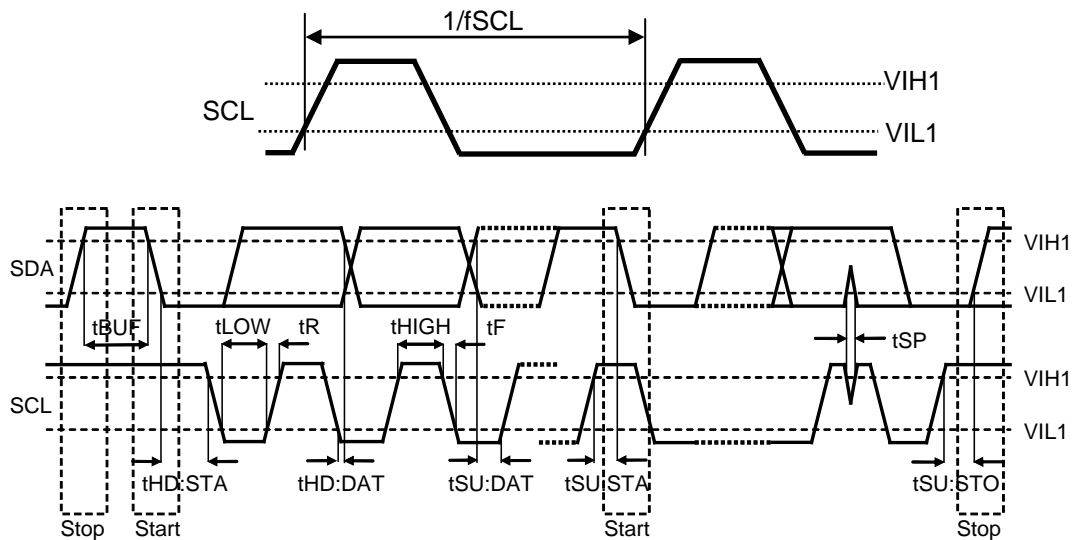 1/fSCL
VIH1
SCL
VIL1
VIH1
SDA
VIL1
tBUF tLOW tR tHIGH tF tSP
VIH1
SCL
VIL1
tHD:STA tHD:DAT tSU:DAT tSU:STA tSU:STO
Stop Start Start Stop